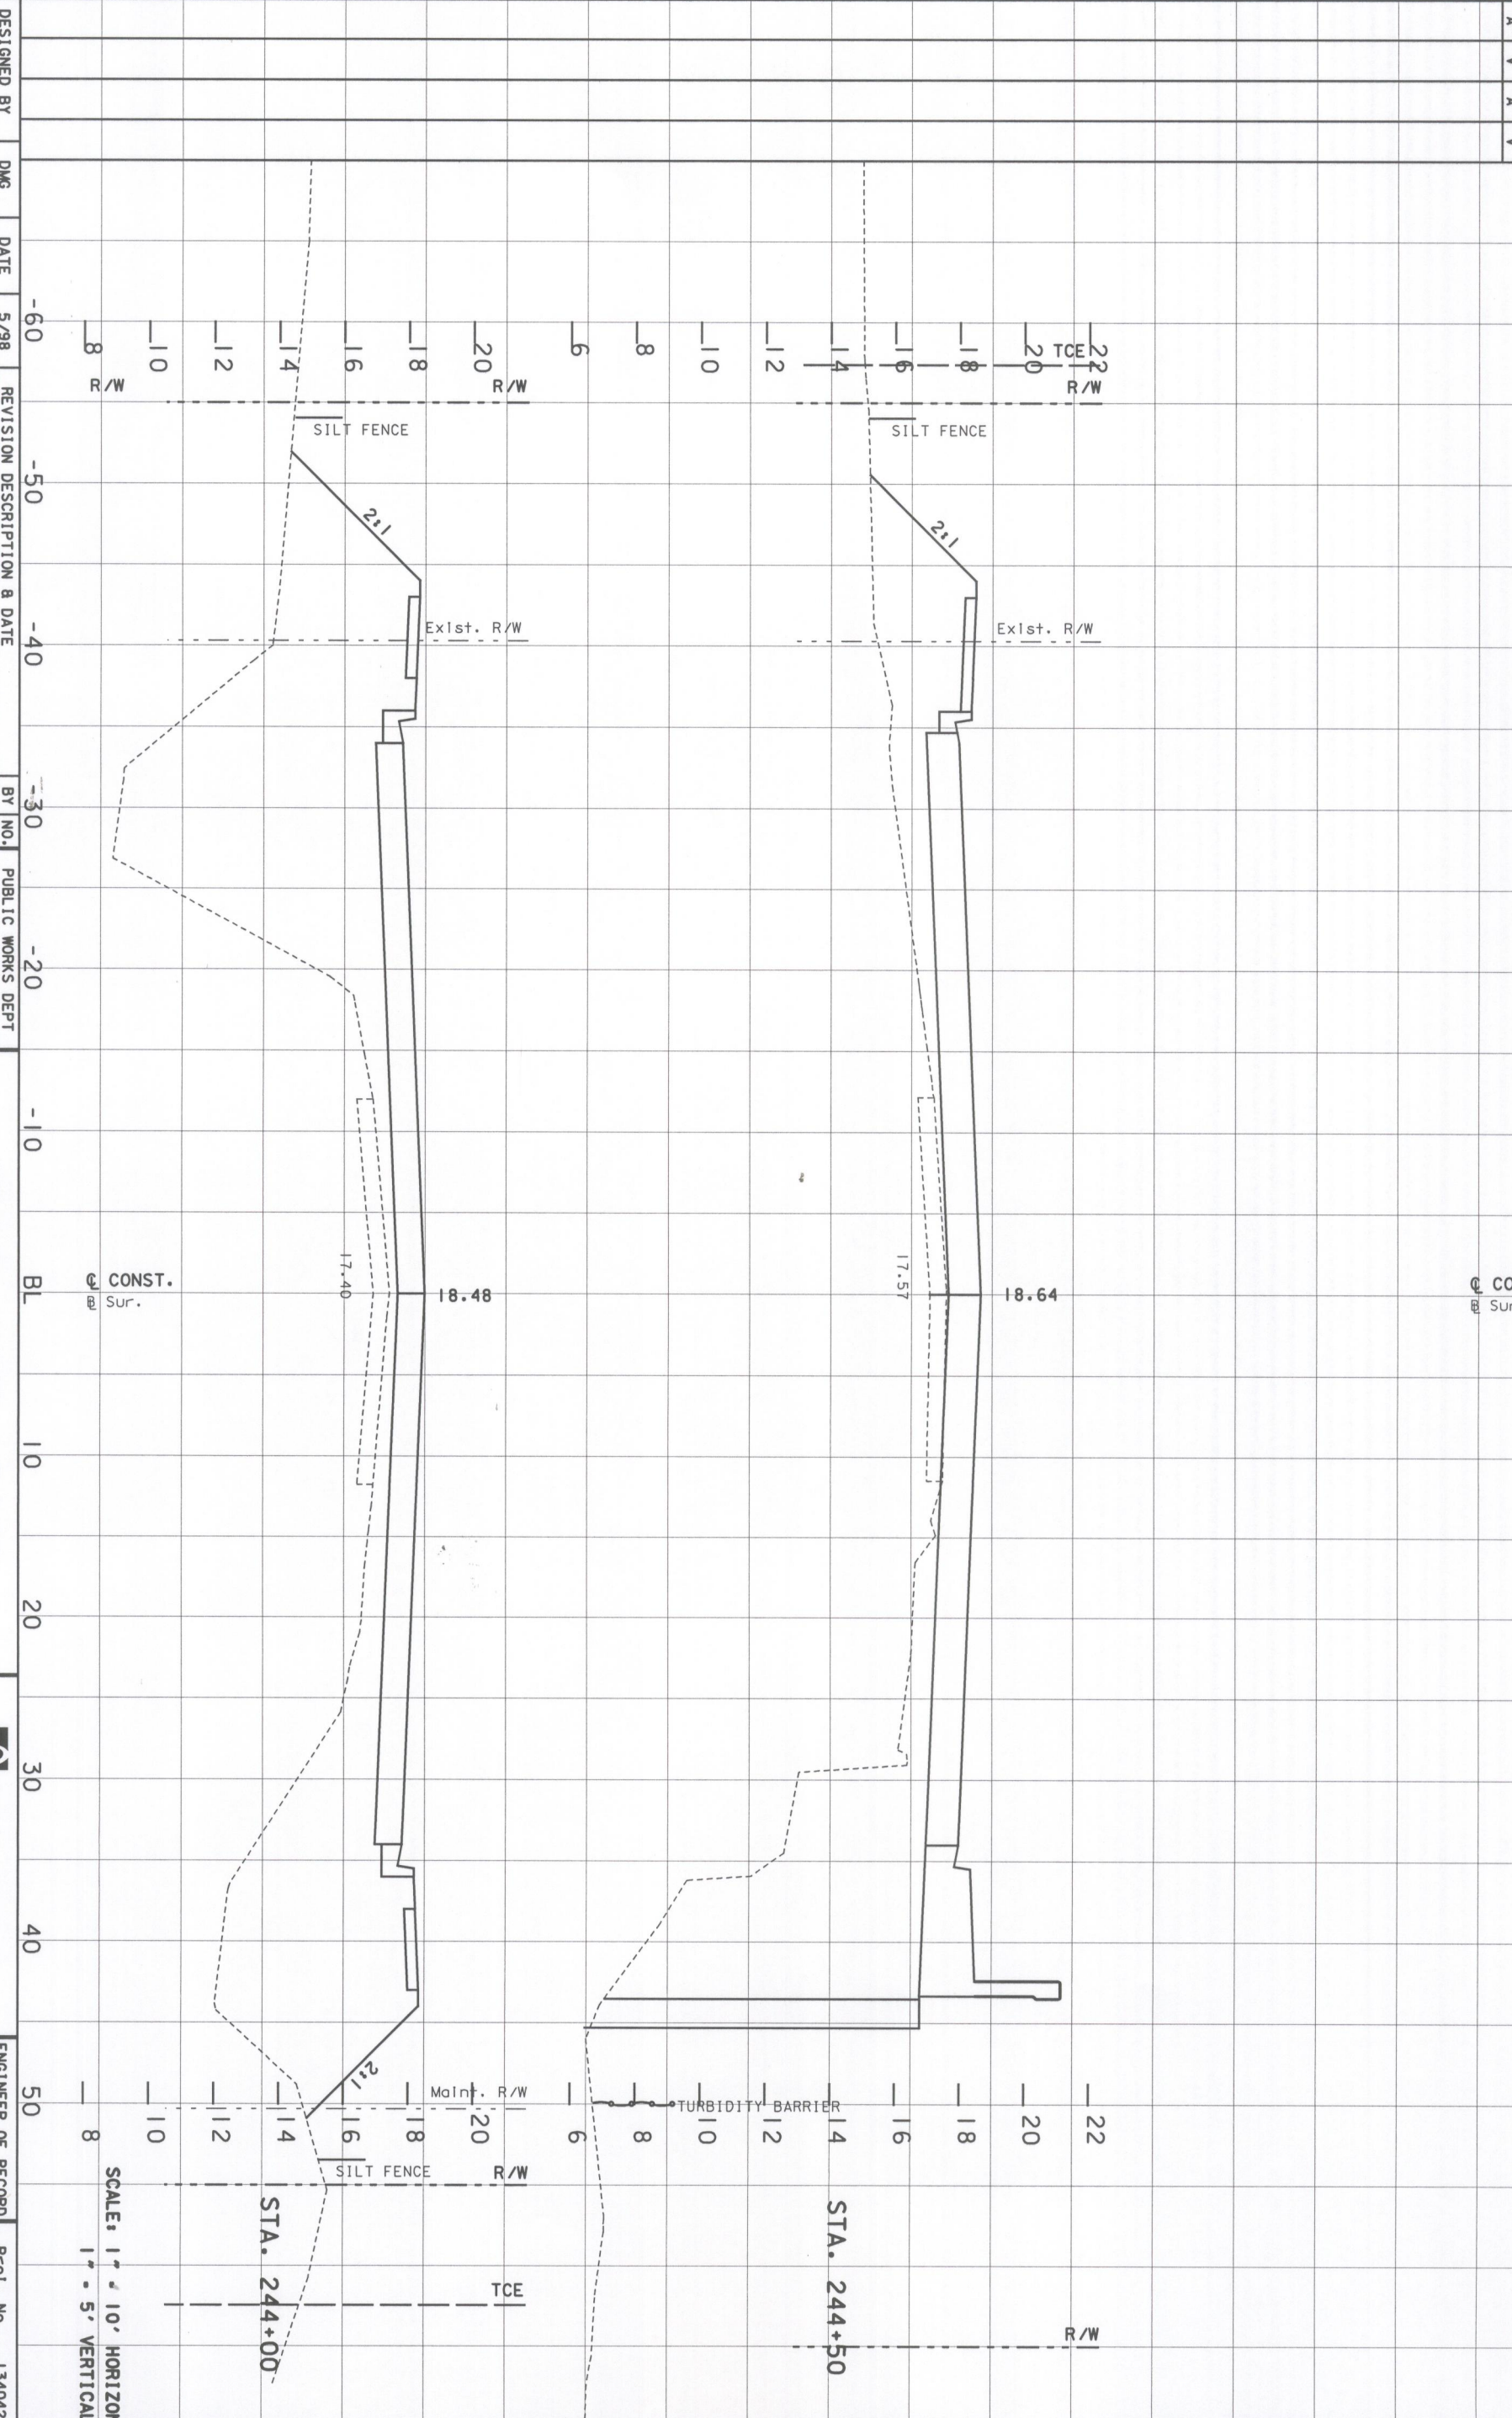 22
20
18
16
14
12
10
8
6
TCE
R/W
SILT FENCE
2:1
Exist. R/W
17.57
18.64
TURBIDITY BARRIER
22
20
18
16
14
12
10
8
6
STA. 244+50
R/W
20
18
16
14
12
10
8
R/W
R/W
SILT FENCE
2:1
Exist. R/W
17.40
18.48
℄ CONST.
Sur.
2:1
Maint. R/W
SILT FENCE
R/W
TCE
20
18
16
14
12
10
8
STA. 244+00
SCALE: 1" = 10' HORIZON
1" = 5' VERTICAL
-60
-50
-40
-30
-20
-10
BL
10
20
30
40
50
DESIGNED BY
DMG
DATE
5/98
REVISION DESCRIPTION & DATE
BY
NO.
PUBLIC WORKS DEPT
ENGINEER OF RECORD